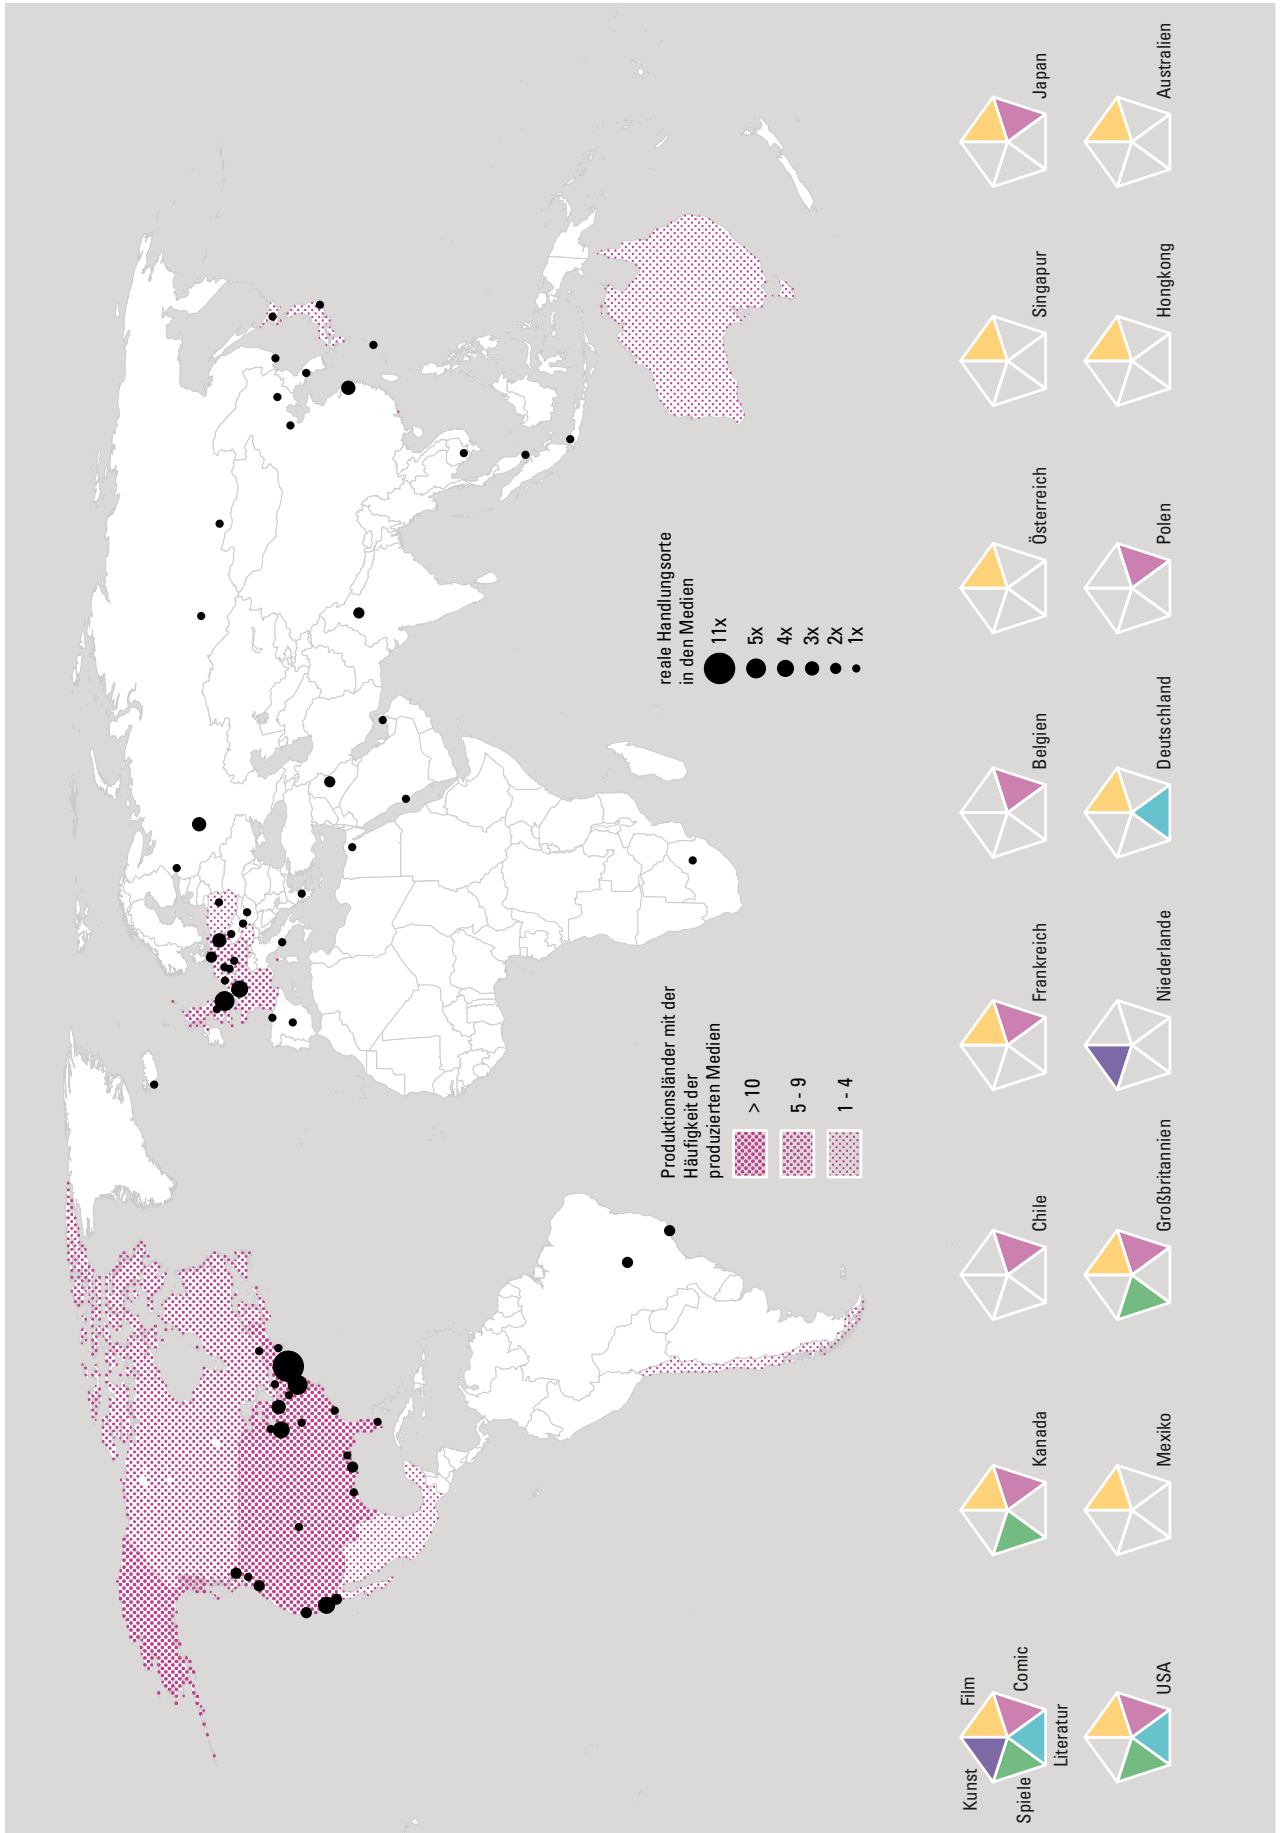 Produktionsländer mit der
Häufigkeit der
produzierten Medien
> 10
5 - 9
1 - 4
reale Handlungsorte
in den Medien
11x
5x
4x
3x
2x
1x
Kunst
Film
Spiele
Comic
Literatur
Kanada
Chile
Frankreich
Belgien
Österreich
Singapur
Japan
USA
Mexiko
Großbritannien
Niederlande
Deutschland
Polen
Hongkong
Australien